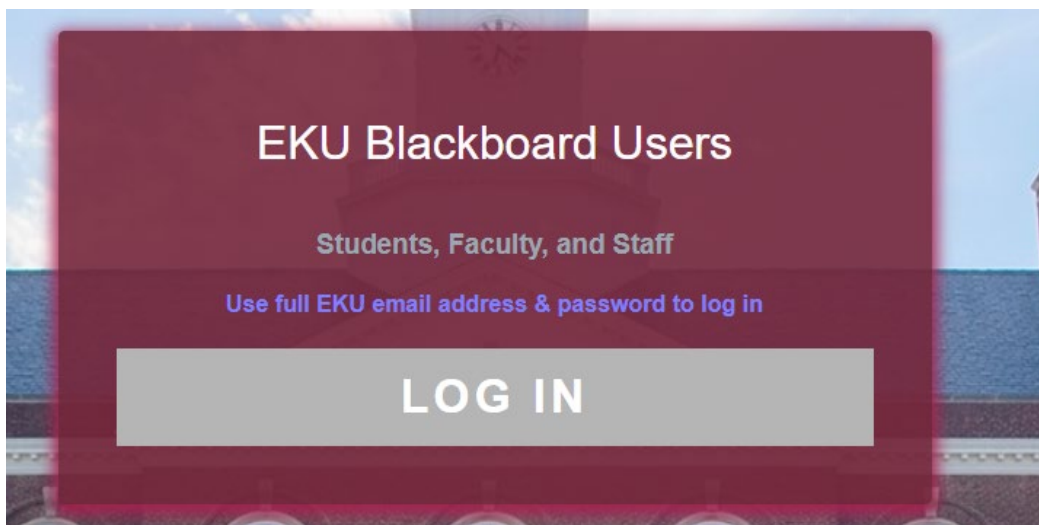 EKU Blackboard Users
Students, Faculty, and Staff
Use full EKU email address & password to log in
LOG IN